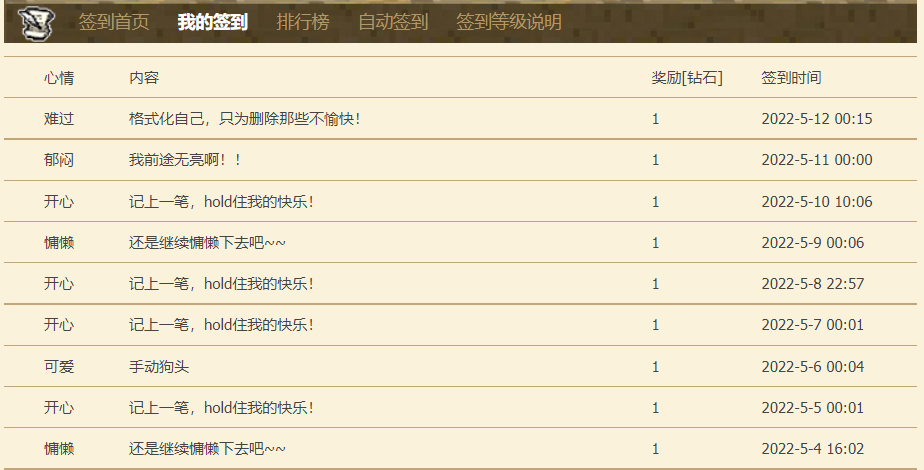 签到首页 我的签到 排行榜 自动签到 签到等级说明
心情 内容 奖励[钻石] 签到时间
难过 格式化自己，只为删除那些不愉快！ 1 2022-5-12 00:15
郁闷 我前途无亮啊！！ 1 2022-5-11 00:00
开心 记上一笔，hold住我的快乐！ 1 2022-5-10 10:06
慵懒 还是继续慵懒下去吧~~ 1 2022-5-9 00:06
开心 记上一笔，hold住我的快乐！ 1 2022-5-8 22:57
开心 记上一笔，hold住我的快乐！ 1 2022-5-7 00:01
可爱 手动狗头 1 2022-5-6 00:04
开心 记上一笔，hold住我的快乐！ 1 2022-5-5 00:01
慵懒 还是继续慵懒下去吧~~ 1 2022-5-4 16:02